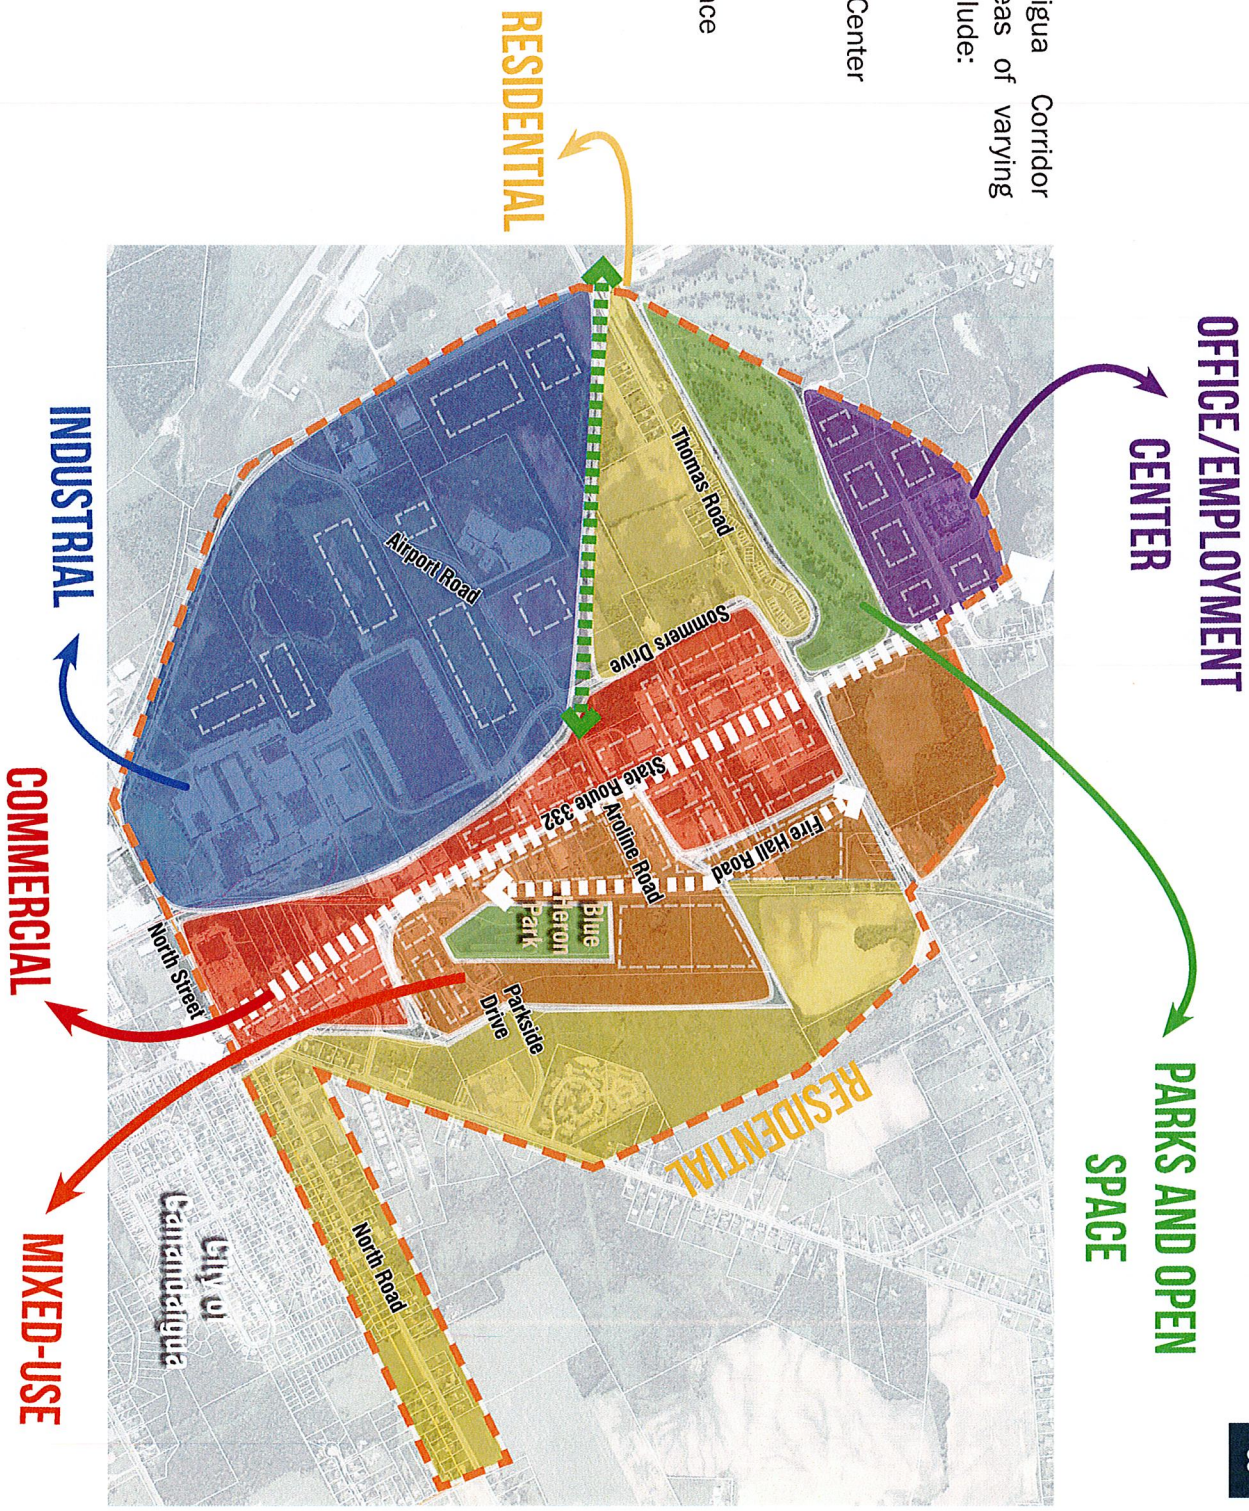 igua Corridor
eas of varying
lude:
Center
ace
OFFICE/EMPLOYMENT
CENTER
PARKS AND OPEN
SPACE
RESIDENTIAL
Thomas Road
Sommers Drive
Airport Road
State Route 332
Aroline Road
Fire Hall Road
Blue
Heron
Park
Parkside
Drive
RESIDENTIAL
North Street
North Road
City of
Canandaigua
INDUSTRIAL
COMMERCIAL
MIXED-USE